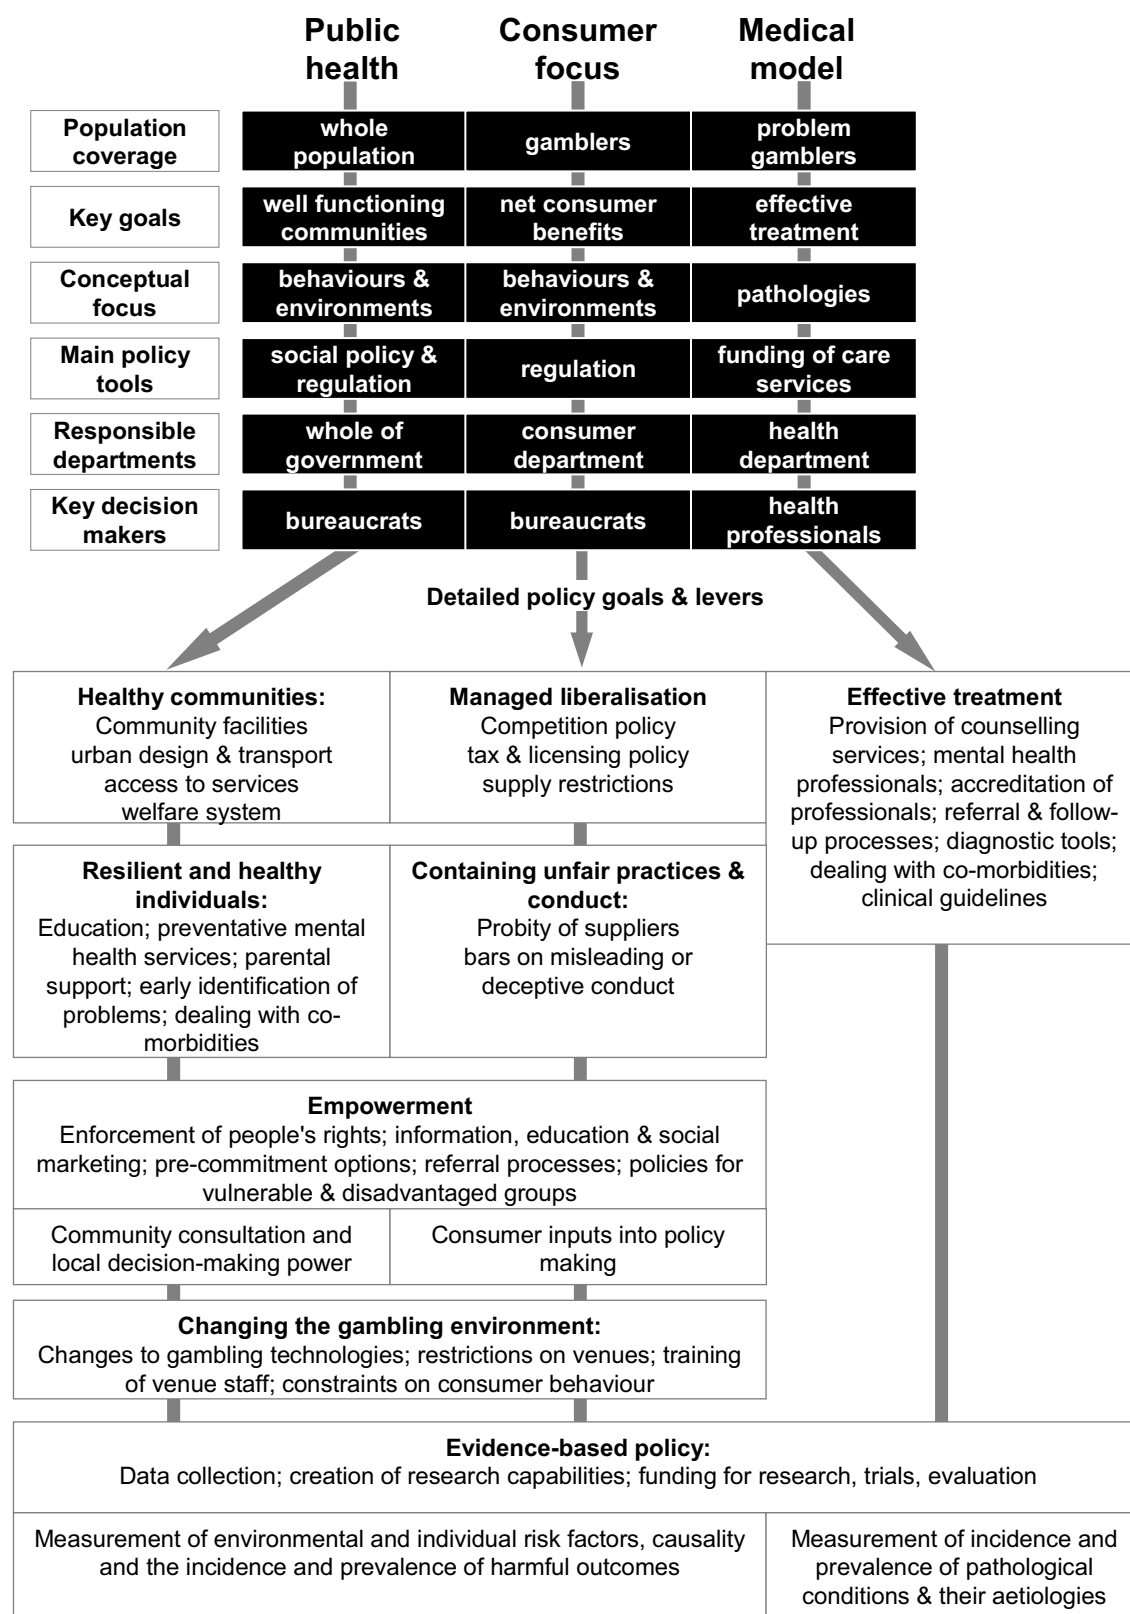 Public
health
Consumer
focus
Medical
model
Population
coverage
whole
population
gamblers
problem
gamblers
Key goals
well functioning
communities
net consumer
benefits
effective
treatment
Conceptual
focus
behaviours &
environments
behaviours &
environments
pathologies
Main policy
tools
social policy &
regulation
regulation
funding of care
services
Responsible
departments
whole of
government
consumer
department
health
department
Key decision
makers
bureaucrats
bureaucrats
health
professionals
Detailed policy goals & levers
Healthy communities:
Community facilities
urban design & transport
access to services
welfare system
Managed liberalisation
Competition policy
tax & licensing policy
supply restrictions
Effective treatment
Provision of counselling
services; mental health
professionals; accreditation of
professionals; referral & follow-
up processes; diagnostic tools;
dealing with co-morbidities;
clinical guidelines
Resilient and healthy
individuals:
Education; preventative mental
health services; parental
support; early identification of
problems; dealing with co-
morbidities
Containing unfair practices &
conduct:
Probity of suppliers
bars on misleading or
deceptive conduct
Empowerment
Enforcement of people's rights; information, education & social
marketing; pre-commitment options; referral processes; policies for
vulnerable & disadvantaged groups
Community consultation and
local decision-making power
Consumer inputs into policy
making
Changing the gambling environment:
Changes to gambling technologies; restrictions on venues; training
of venue staff; constraints on consumer behaviour
Evidence-based policy:
Data collection; creation of research capabilities; funding for research, trials, evaluation
Measurement of environmental and individual risk factors, causality
and the incidence and prevalence of harmful outcomes
Measurement of incidence and
prevalence of pathological
conditions & their aetiologies